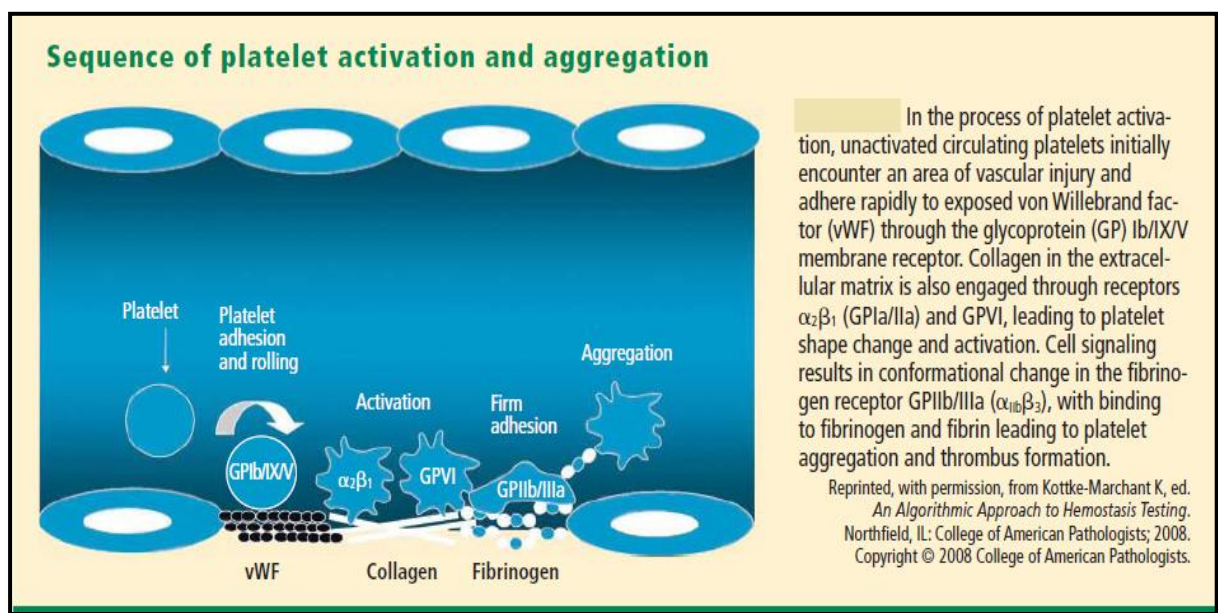 Sequence of platelet activation and aggregation
Platelet
Platelet
adhesion
and rolling
Activation
Firm
adhesion
Aggregation
GPIb/IX/V
α₂β₁
GPVI
GPIIb/IIIa
vWF
Collagen
Fibrinogen
In the process of platelet activa-
tion, unactivated circulating platelets initially
encounter an area of vascular injury and
adhere rapidly to exposed von Willebrand fac-
tor (vWF) through the glycoprotein (GP) Ib/IX/V
membrane receptor. Collagen in the extracel-
lular matrix is also engaged through receptors
α₂β₁ (GPIa/IIa) and GPVI, leading to platelet
shape change and activation. Cell signaling
results in conformational change in the fibrino-
gen receptor GPIIb/IIIa (αIIbβ₃), with binding
to fibrinogen and fibrin leading to platelet
aggregation and thrombus formation.
Reprinted, with permission, from Kottke-Marchant K, ed.
An Algorithmic Approach to Hemostasis Testing.
Northfield, IL: College of American Pathologists; 2008.
Copyright © 2008 College of American Pathologists.